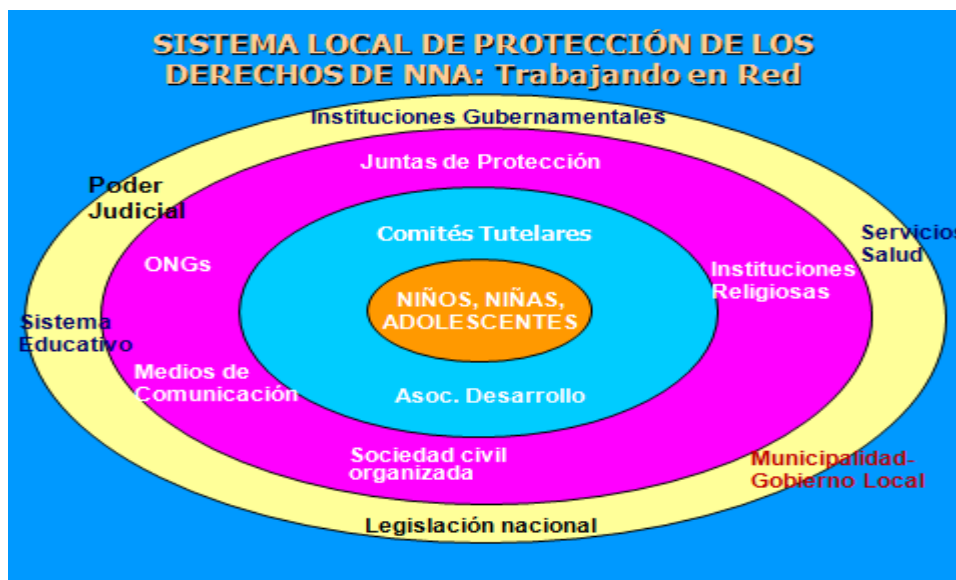 SISTEMA LOCAL DE PROTECCIÓN DE LOS
DERECHOS DE NNA: Trabajando en Red
Instituciones Gubernamentales
Juntas de Protección
Poder
Judicial
Comités Tutelares
Servicios
Salud
ONGs
Instituciones
Religiosas
NIÑOS, NIÑAS,
ADOLESCENTES
Sistema
Educativo
Medios de
Comunicación
Asoc. Desarrollo
Sociedad civil
organizada
Municipalidad-
Gobierno Local
Legislación nacional